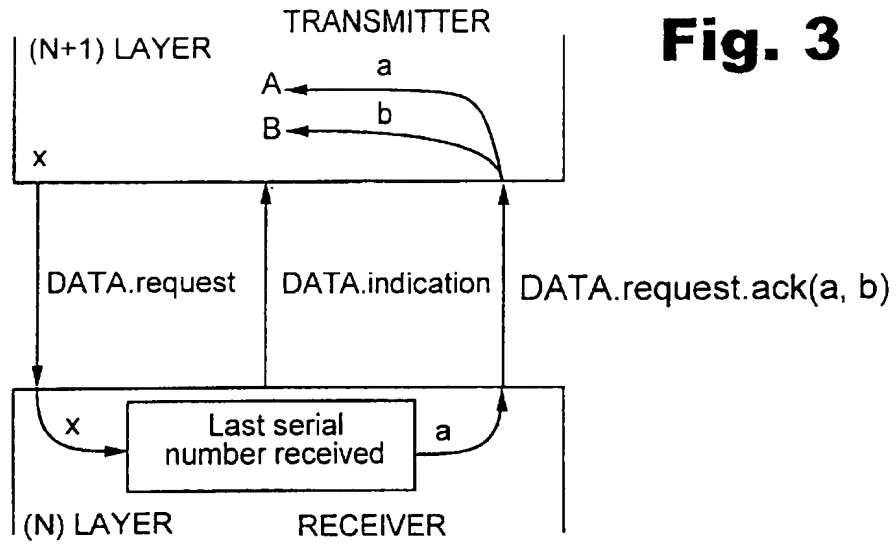 TRANSMITTER
Fig. 3
(N+1) LAYER
a
A
b
B
x
DATA.request
DATA.indication
DATA.request.ack(a, b)
x
Last serial
number received
a
(N) LAYER
RECEIVER